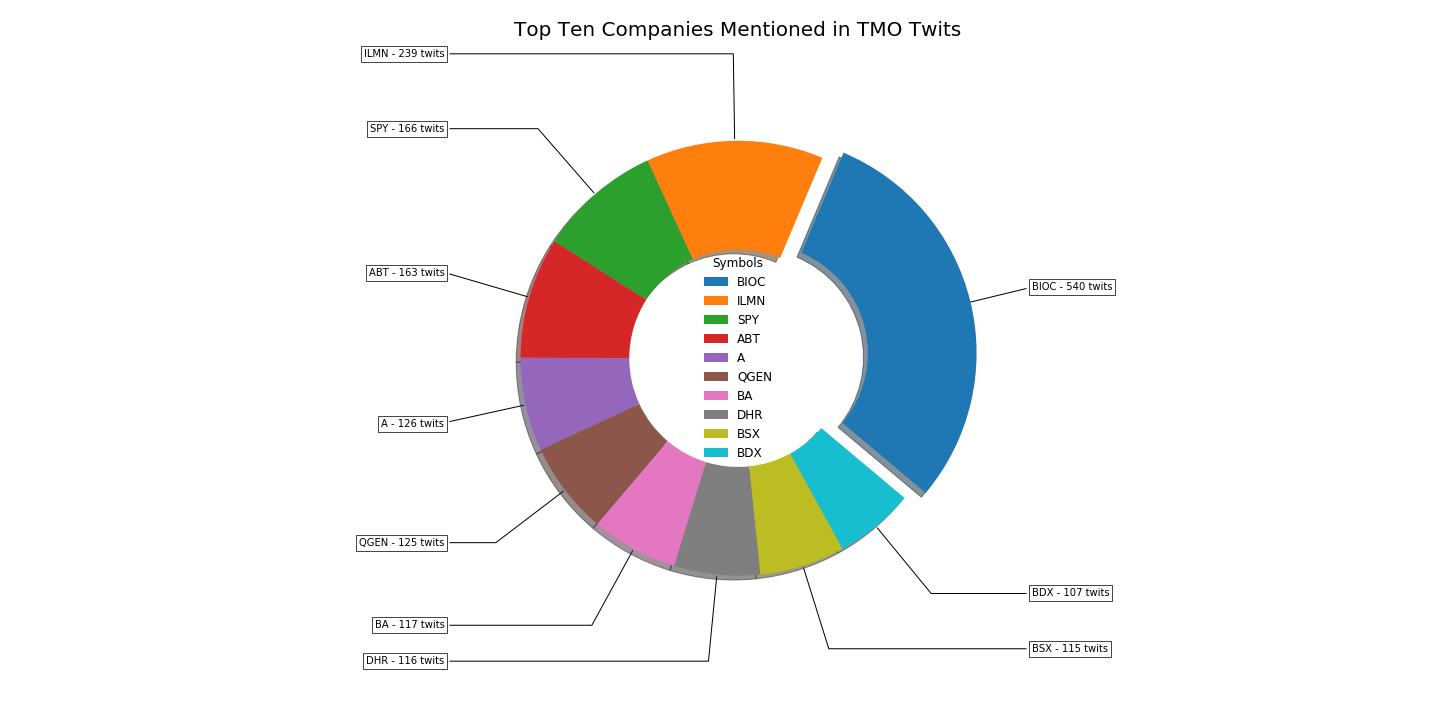 Top Ten Companies Mentioned in TMO Twits
ILMN - 239 twits
SPY - 166 twits
ABT - 163 twits
BIOC - 540 twits
A - 126 twits
QGEN - 125 twits
BDX - 107 twits
BA - 117 twits
BSX - 115 twits
DHR - 116 twits
Symbols
BIOC
ILMN
SPY
ABT
A
QGEN
BA
DHR
BSX
BDX